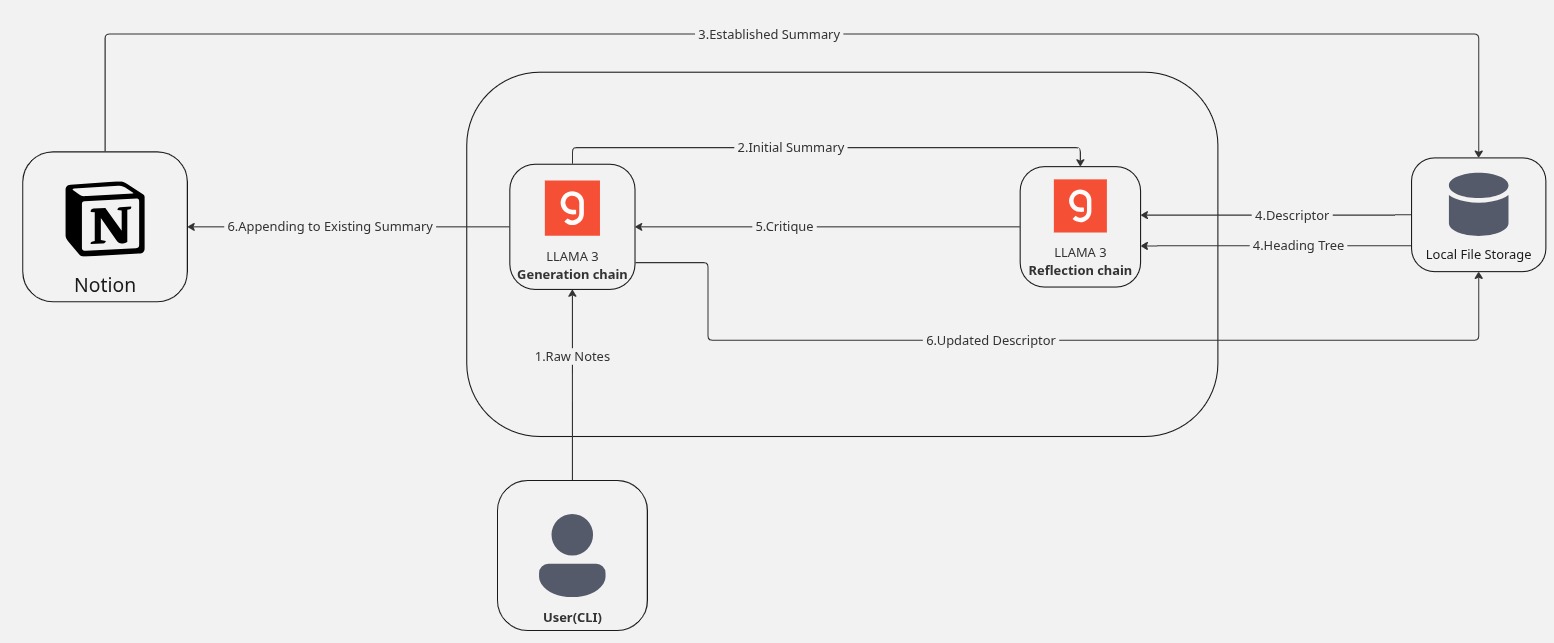 3.Established Summary
2.Initial Summary
N
Notion
6.Appending to Existing Summary
g
LLAMA 3
Generation chain
5.Critique
g
LLAMA 3
Reflection chain
4.Descriptor
4.Heading Tree
Local File Storage
6.Updated Descriptor
1.Raw Notes
User(CLI)